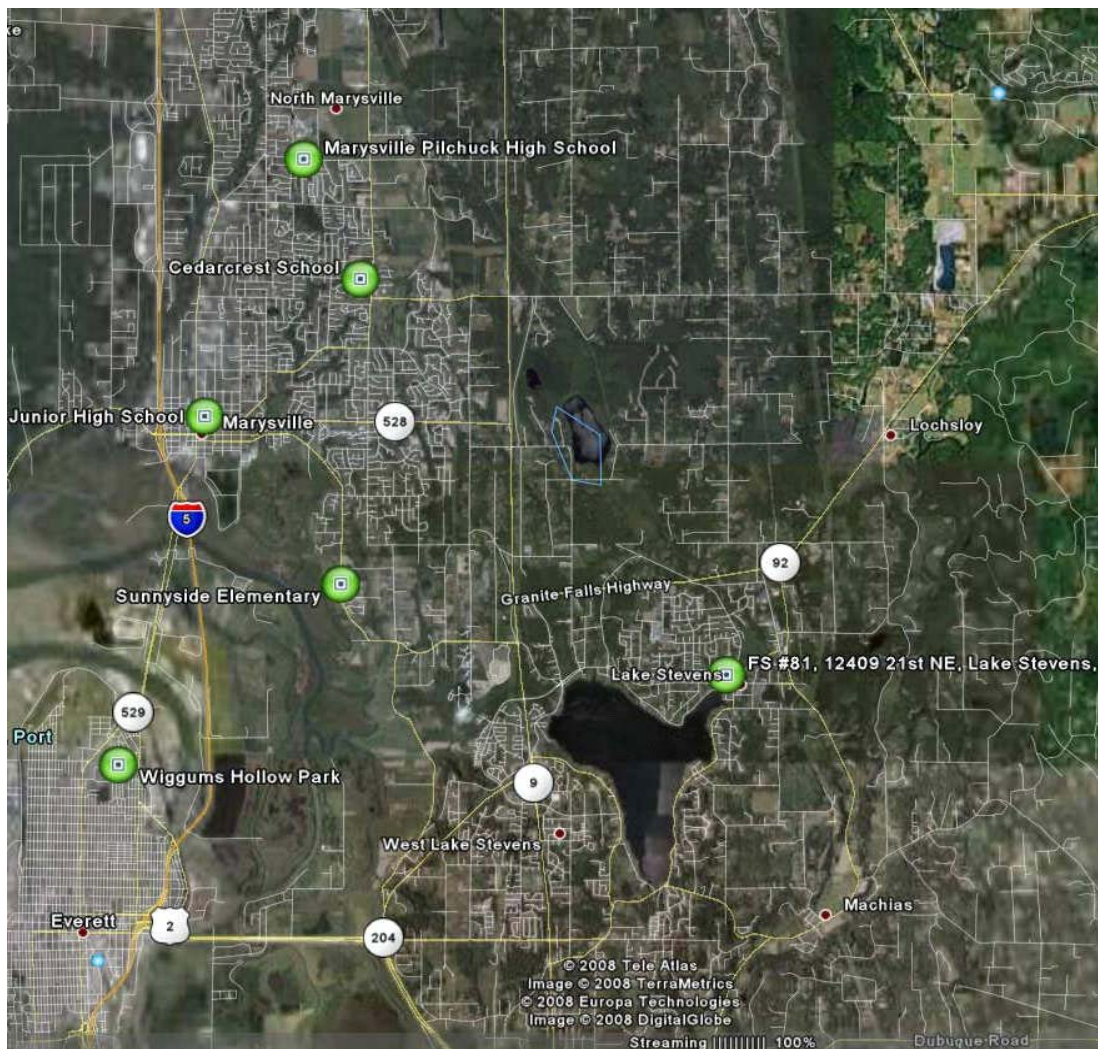 ke
North Marysville
Marysville Pilchuck High School
Cedarcrest School
Junior High School
Marysville
528
Lochsloy
5
92
Granite Falls Highway
Sunnyside Elementary
FS #81, 12409 21st NE, Lake Stevens,
Lake Stevens
529
Port
Wiggums Hollow Park
9
West Lake Stevens
Machias
Everett
2
204
© 2008 Tele Atlas
Image © 2008 TerraMetrics
© 2008 Europa Technologies
Image © 2008 DigitalGlobe
Streaming |||||||||| 100%
Dubuque Road